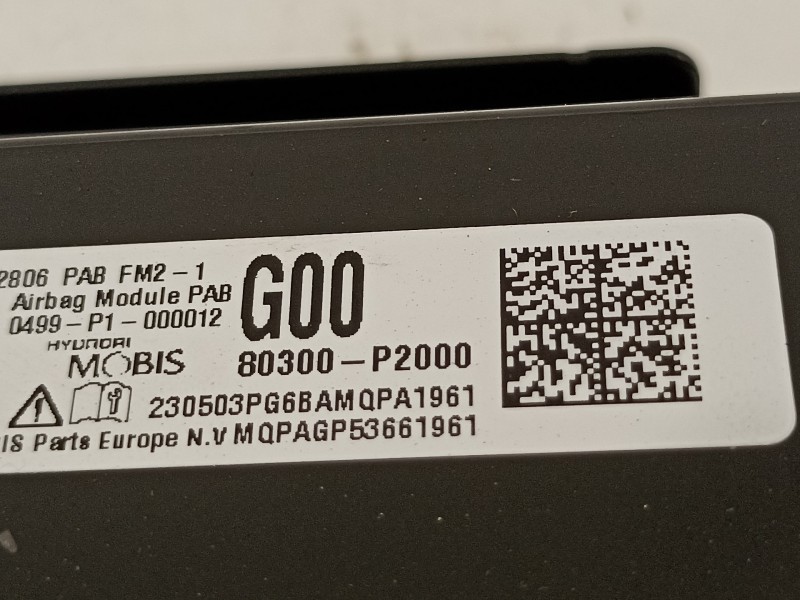 2806 PAB FM2-1
Airbag Module PAB
0499-P1-000012
G00
HYUNDAI
MOBIS
80300-P2000
230503PG6BAMQPA1961
IS Parts Europe N.V MQPAGP53661961